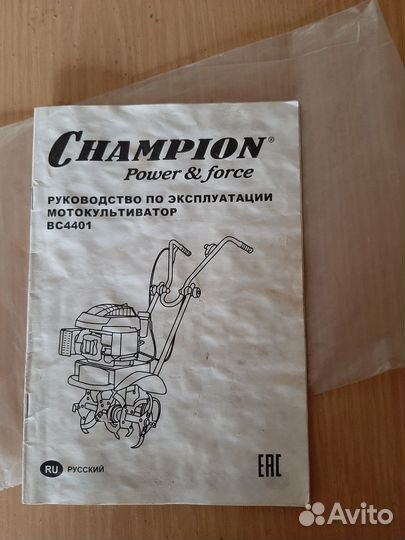 CHAMPION®
Power & force
РУКОВОДСТВО ПО ЭКСПЛУАТАЦИИ
МОТОКУЛЬТИВАТОР
BC4401
RU РУССКИЙ
EAC
Avito